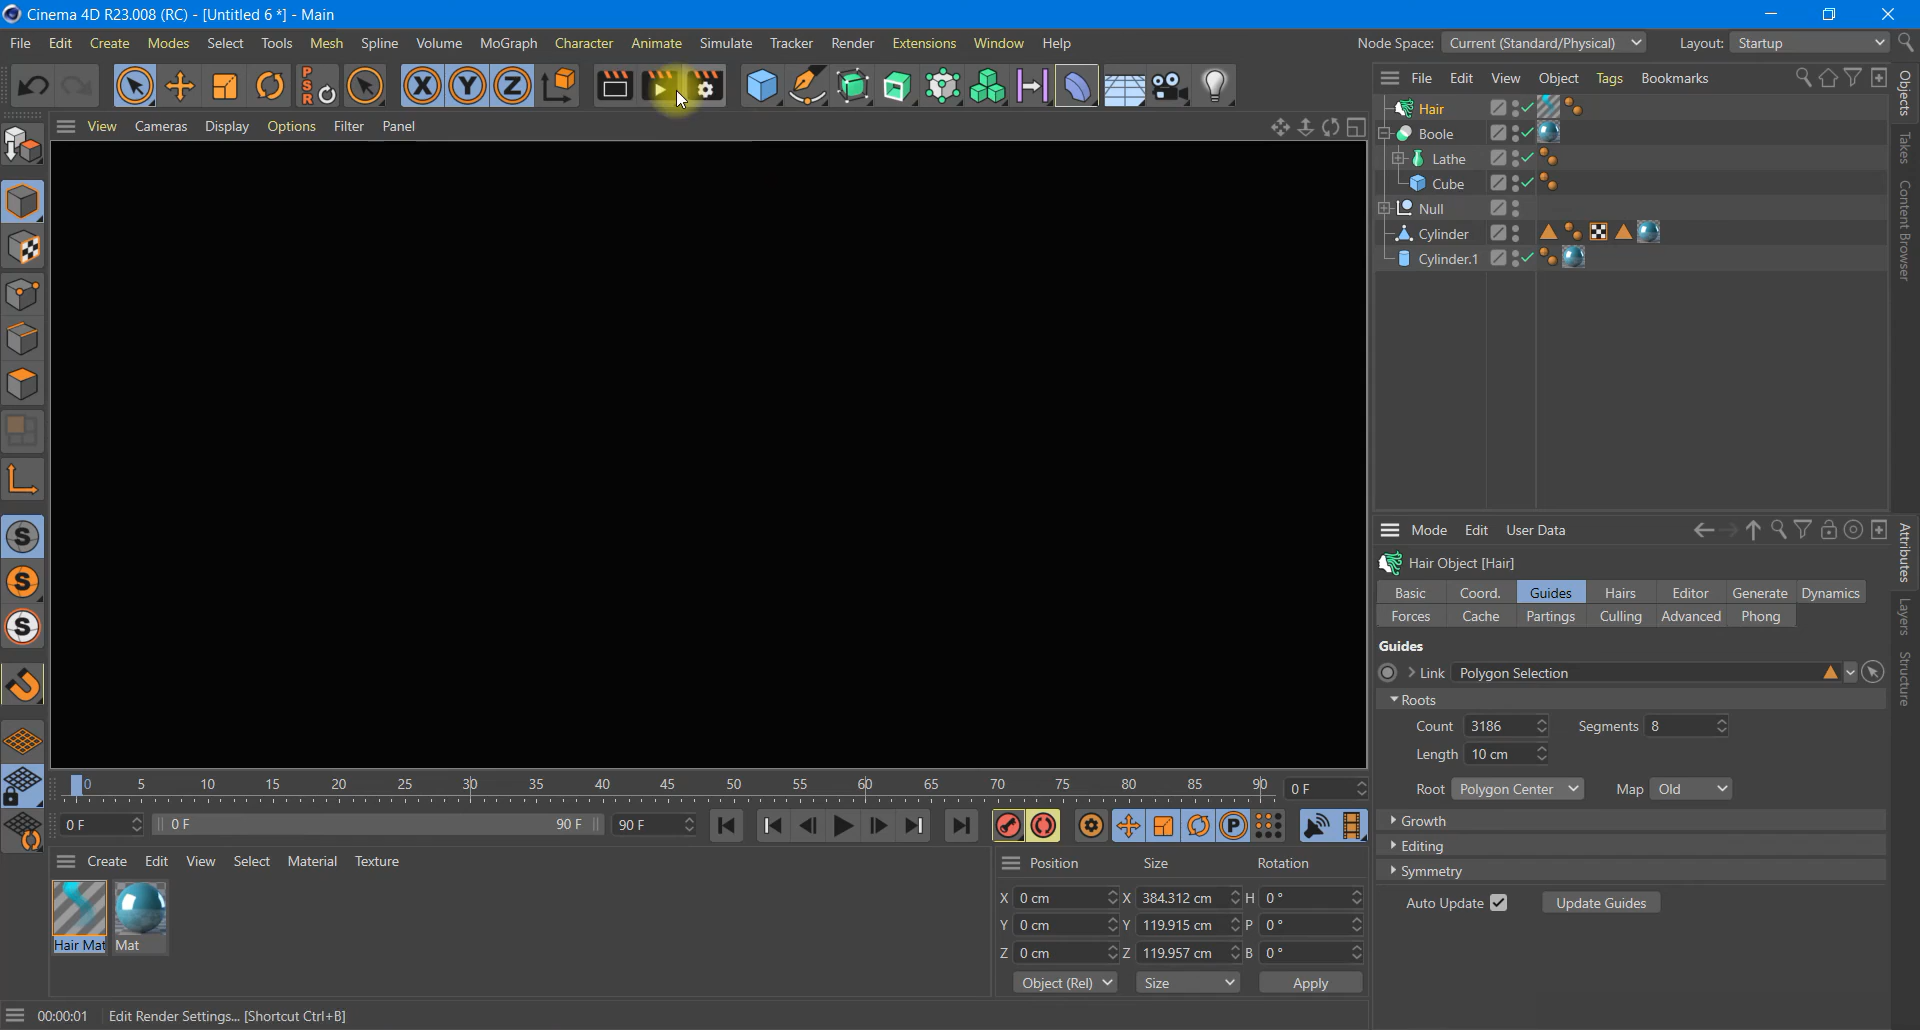 Cinema 4D R23.008 (RC) - [Untitled 6 *] - Main
File Edit Create Modes Select Tools Mesh Spline Volume MoGraph Character Animate Simulate Tracker Render Extensions Window Help Node Space: Current (Standard/Physical) Layout: Startup
PSR X Y Z
File Edit View Object Tags Bookmarks
View Cameras Display Options Filter Panel
Hair
Boole
Lathe
Cube
Null
Cylinder
Cylinder.1
Objects
Takes
Content Browser
S
S
S
Mode Edit User Data
Hair Object [Hair]
Basic Coord. Guides Hairs Editor Generate Dynamics
Forces Cache Partings Culling Advanced Phong
Guides
Link Polygon Selection
Roots
Count 3186 Segments 8
Length 10 cm
Root Polygon Center Map Old
Growth
Editing
Symmetry
Auto Update Update Guides
Attributes
Layers
Structure
0 5 10 15 20 25 30 35 40 45 50 55 60 65 70 75 80 85 90 0 F
0 F 0 F 90 F 90 F P
Create Edit View Select Material Texture
Hair Mat Mat
Position Size Rotation
X 0 cm X 384.312 cm H 0 °
Y 0 cm Y 119.915 cm P 0 °
Z 0 cm Z 119.957 cm B 0 °
Object (Rel) Size Apply
00:00:01 Edit Render Settings... [Shortcut Ctrl+B]